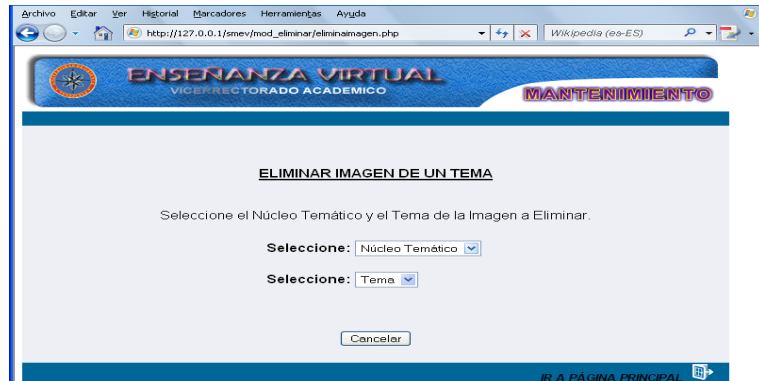 Archivo Editar Ver Historial Marcadores Herramientas Ayuda
http://127.0.0.1/smev/mod_eliminar/eliminaimagen.php Wikipedia (es-ES)
ENSEÑANZA VIRTUAL
VICERRECTORADO ACADEMICO
MANTENIMIENTO
ELIMINAR IMAGEN DE UN TEMA
Seleccione el Núcleo Temático y el Tema de la Imagen a Eliminar.
Seleccione: Núcleo Temático
Seleccione: Tema
Cancelar
IR A PÁGINA PRINCIPAL